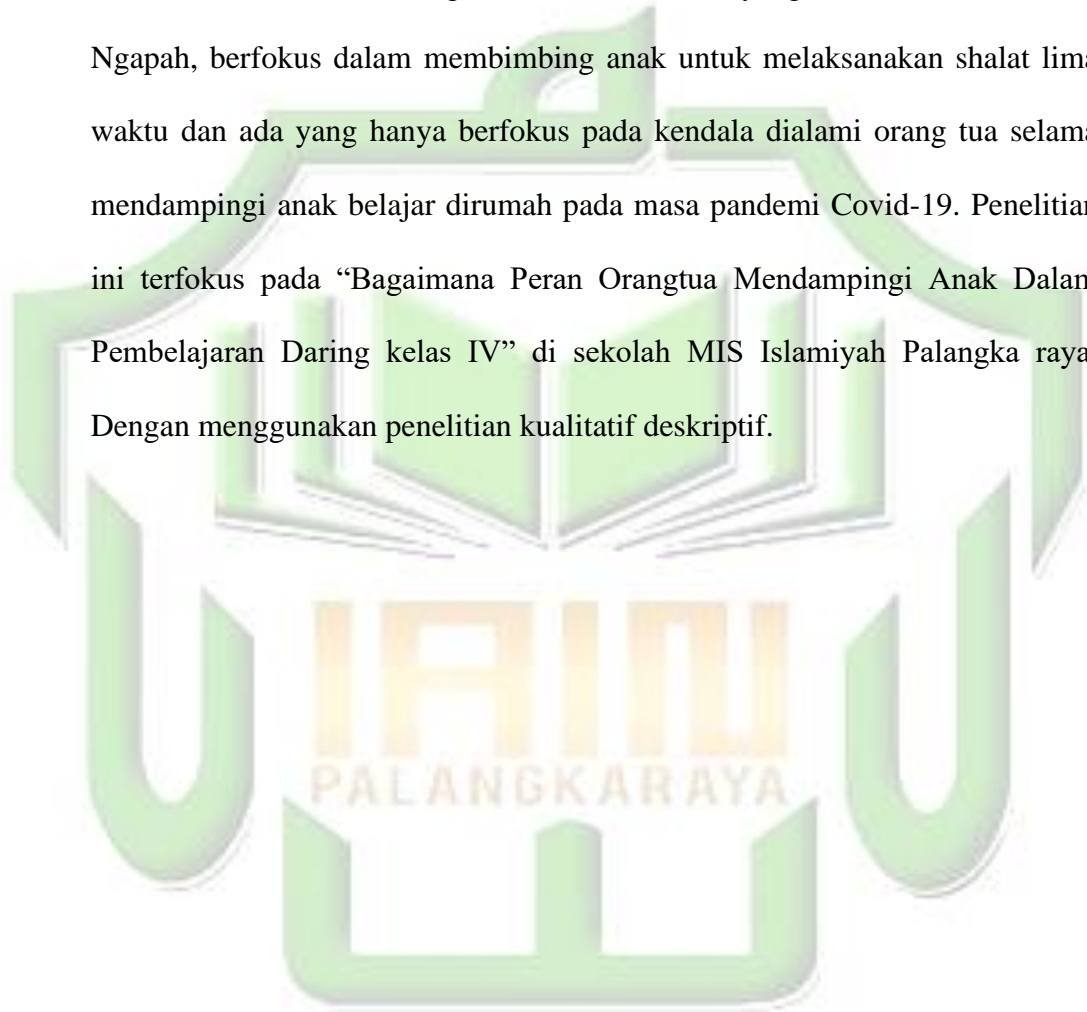 Ngapah, berfokus dalam membimbing anak untuk melaksanakan shalat lima
waktu dan ada yang hanya berfokus pada kendala dialami orang tua selama
mendampingi anak belajar dirumah pada masa pandemi Covid-19. Penelitian
ini terfokus pada “Bagaimana Peran Orangtua Mendampingi Anak Dalam
Pembelajaran Daring kelas IV” di sekolah MIS Islamiyah Palangka raya
Dengan menggunakan penelitian kualitatif deskriptif.
IAIN
PALANGKARAYA